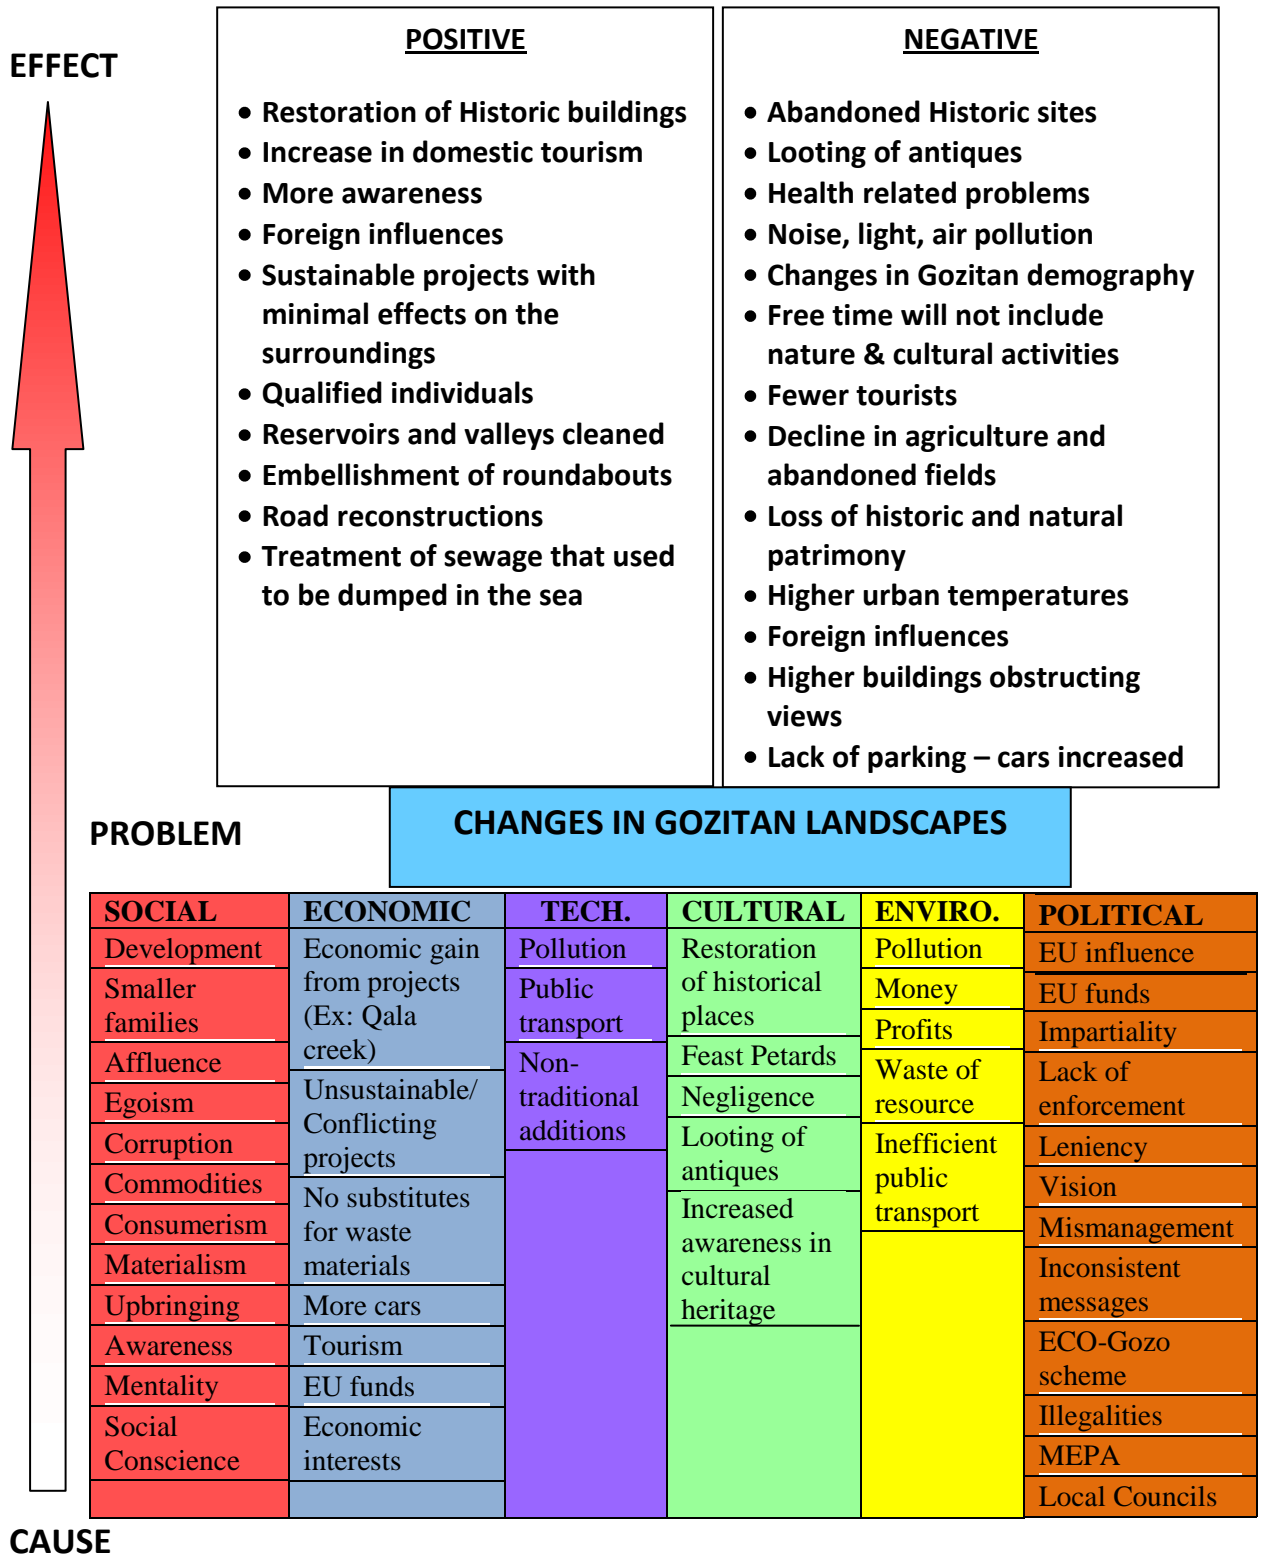 EFFECT
POSITIVE
• Restoration of Historic buildings
• Increase in domestic tourism
• More awareness
• Foreign influences
• Sustainable projects with
minimal effects on the
surroundings
• Qualified individuals
• Reservoirs and valleys cleaned
• Embellishment of roundabouts
• Road reconstructions
• Treatment of sewage that used
to be dumped in the sea
NEGATIVE
• Abandoned Historic sites
• Looting of antiques
• Health related problems
• Noise, light, air pollution
• Changes in Gozitan demography
• Free time will not include
nature & cultural activities
• Fewer tourists
• Decline in agriculture and
abandoned fields
• Loss of historic and natural
patrimony
• Higher urban temperatures
• Foreign influences
• Higher buildings obstructing
views
• Lack of parking – cars increased
PROBLEM
CHANGES IN GOZITAN LANDSCAPES
SOCIAL
Development
Smaller
families
Affluence
Egoism
Corruption
Commodities
Consumerism
Materialism
Upbringing
Awareness
Mentality
Social
Conscience
ECONOMIC
Economic gain
from projects
(Ex: Qala
creek)
Unsustainable/
Conflicting
projects
No substitutes
for waste
materials
More cars
Tourism
EU funds
Economic
interests
TECH.
Pollution
Public
transport
Non-
traditional
additions
CULTURAL
Restoration
of historical
places
Feast Petards
Negligence
Looting of
antiques
Increased
awareness in
cultural
heritage
ENVIRO.
Pollution
Money
Profits
Waste of
resource
Inefficient
public
transport
POLITICAL
EU influence
EU funds
Impartiality
Lack of
enforcement
Leniency
Vision
Mismanagement
Inconsistent
messages
ECO-Gozo
scheme
Illegalities
MEPA
Local Councils
CAUSE